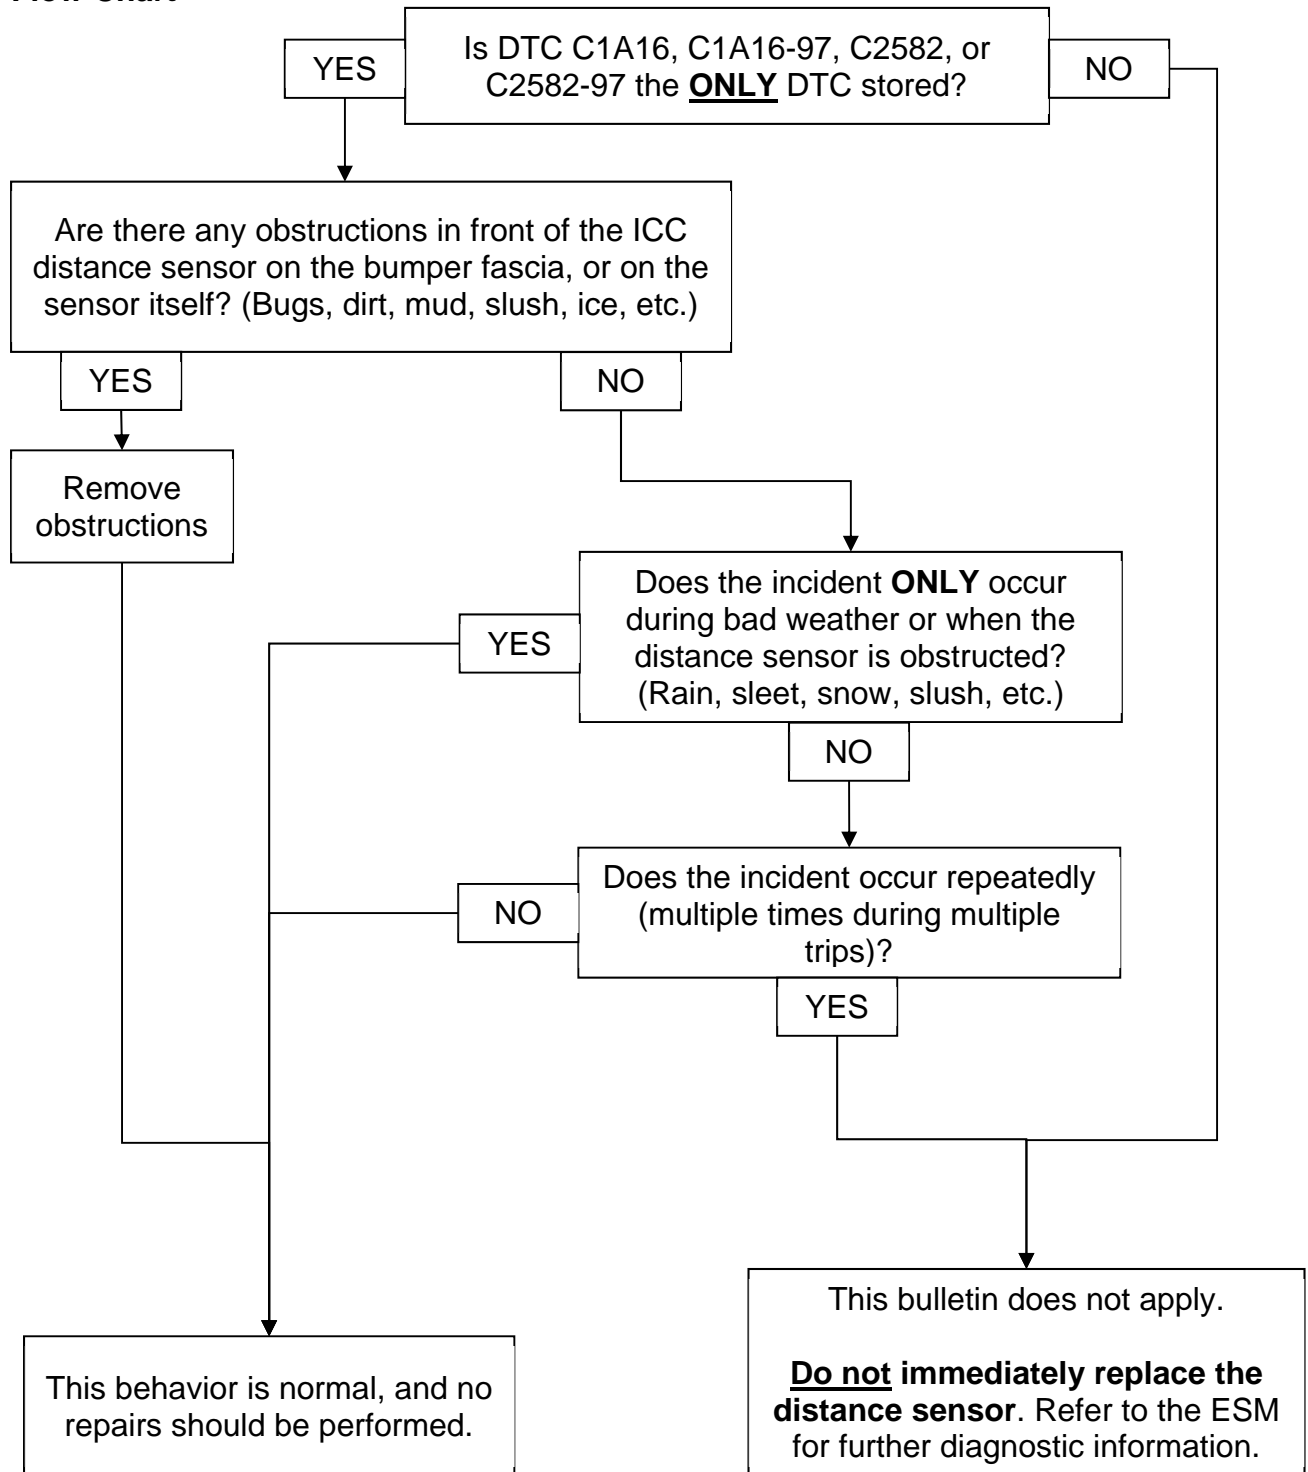 Flow Chart
Is DTC C1A16, C1A16-97, C2582, or
C2582-97 the ONLY DTC stored?
YES
NO
Are there any obstructions in front of the ICC
distance sensor on the bumper fascia, or on the
sensor itself? (Bugs, dirt, mud, slush, ice, etc.)
YES
NO
Remove
obstructions
Does the incident ONLY occur
during bad weather or when the
distance sensor is obstructed?
(Rain, sleet, snow, slush, etc.)
YES
NO
Does the incident occur repeatedly
(multiple times during multiple
trips)?
NO
YES
This behavior is normal, and no
repairs should be performed.
This bulletin does not apply.
Do not immediately replace the
distance sensor. Refer to the ESM
for further diagnostic information.